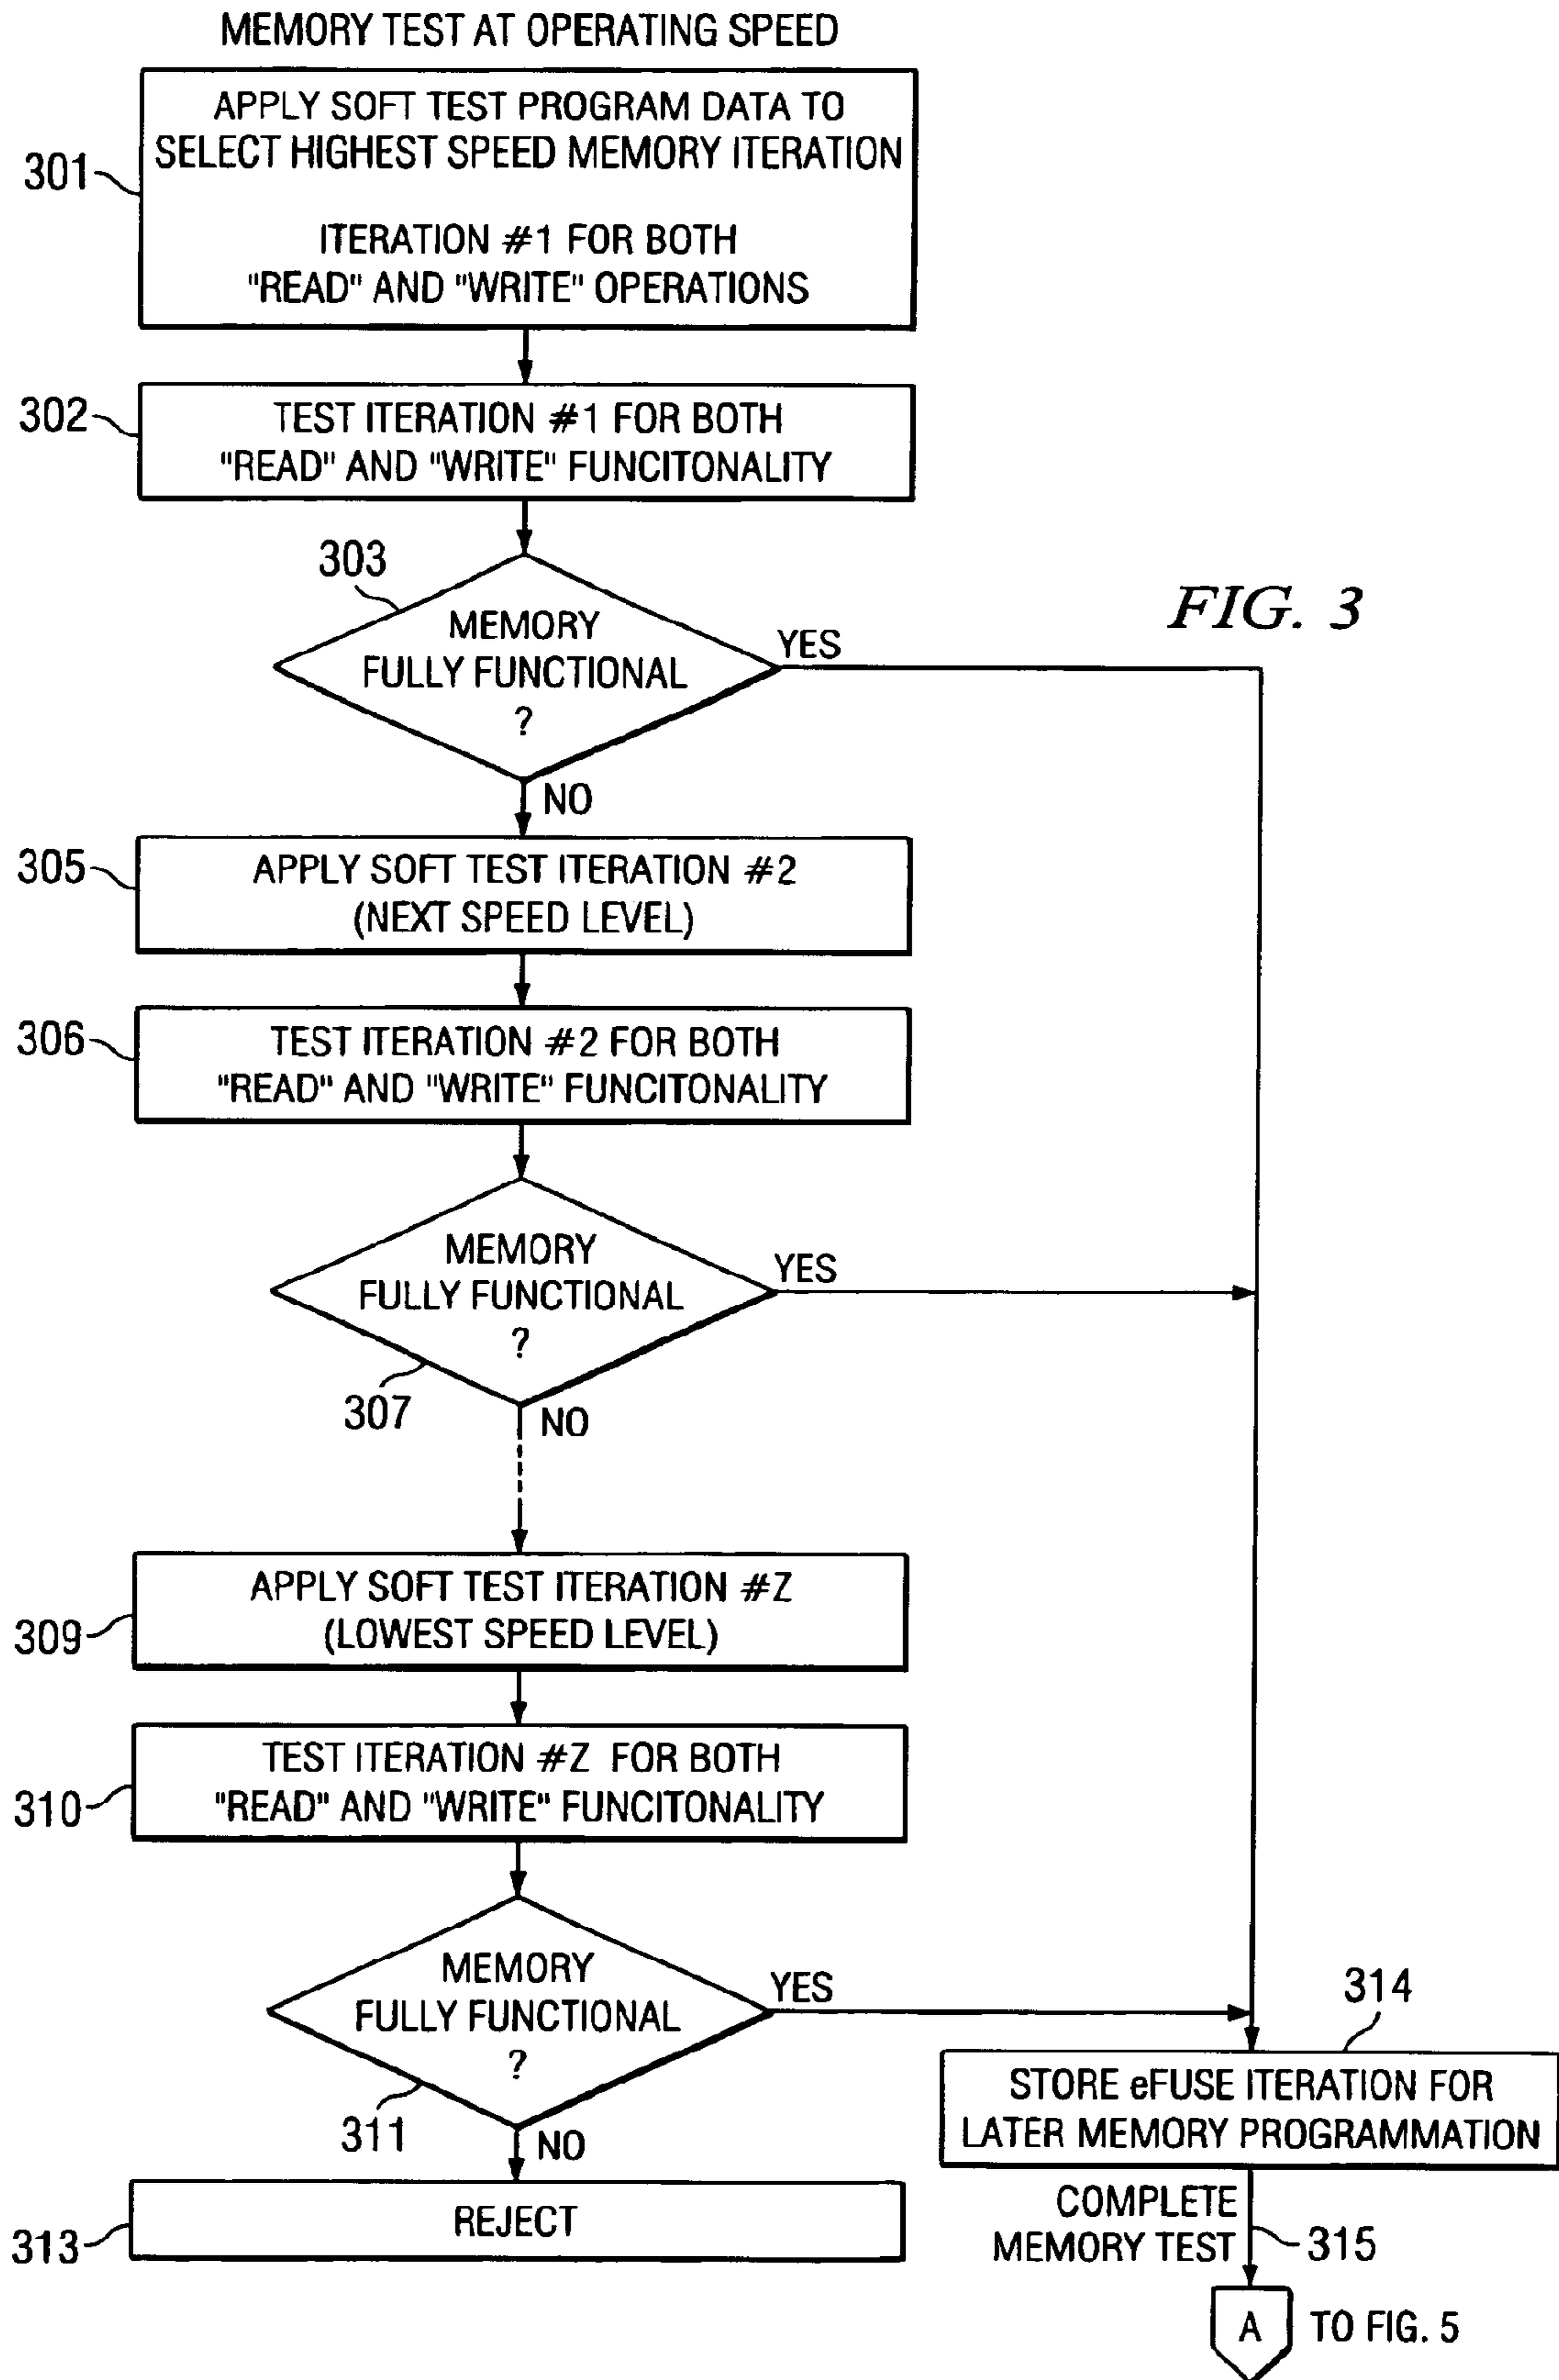 MEMORY TEST AT OPERATING SPEED
APPLY SOFT TEST PROGRAM DATA TO
SELECT HIGHEST SPEED MEMORY ITERATION
301
ITERATION #1 FOR BOTH
"READ" AND "WRITE" OPERATIONS
302
TEST ITERATION #1 FOR BOTH
"READ" AND "WRITE" FUNCITONALITY
303
FIG. 3
MEMORY
FULLY FUNCTIONAL
?
YES
NO
305
APPLY SOFT TEST ITERATION #2
(NEXT SPEED LEVEL)
306
TEST ITERATION #2 FOR BOTH
"READ" AND "WRITE" FUNCITONALITY
MEMORY
FULLY FUNCTIONAL
?
YES
307
NO
APPLY SOFT TEST ITERATION #Z
(LOWEST SPEED LEVEL)
309
TEST ITERATION #Z FOR BOTH
"READ" AND "WRITE" FUNCITONALITY
310
MEMORY
FULLY FUNCTIONAL
?
YES
311
NO
314
STORE eFUSE ITERATION FOR
LATER MEMORY PROGRAMMATION
REJECT
313
COMPLETE
MEMORY TEST
315
A
TO FIG. 5